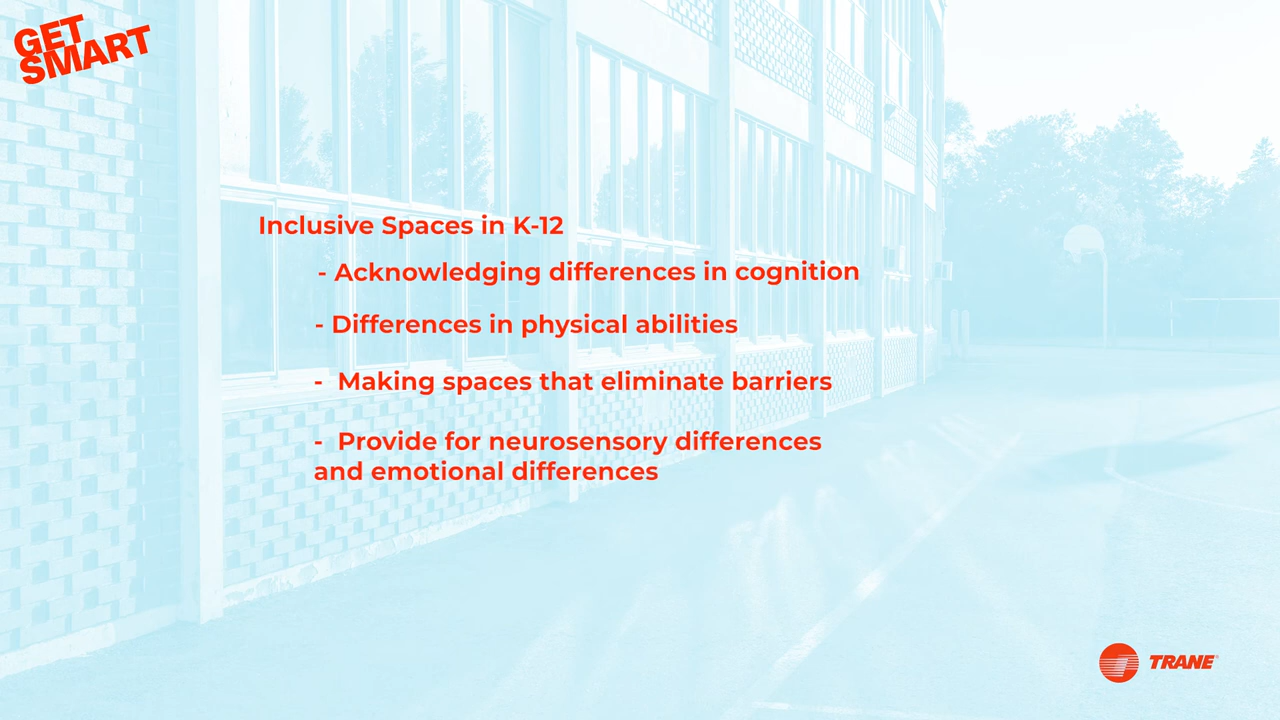 GET
SMART
Inclusive Spaces in K-12
- Acknowledging differences in cognition
- Differences in physical abilities
- Making spaces that eliminate barriers
- Provide for neurosensory differences
and emotional differences
TRANE